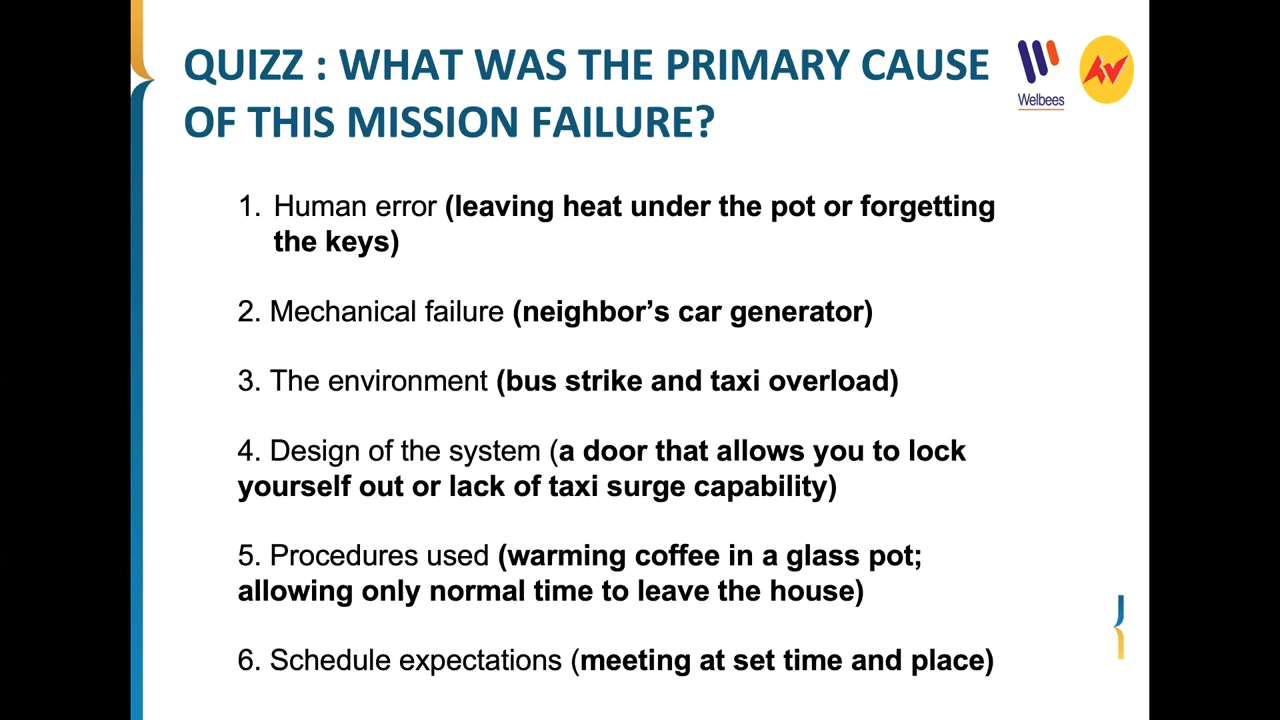 QUIZZ : WHAT WAS THE PRIMARY CAUSE
OF THIS MISSION FAILURE?
Welbees
1. Human error (leaving heat under the pot or forgetting
the keys)
2. Mechanical failure (neighbor’s car generator)
3. The environment (bus strike and taxi overload)
4. Design of the system (a door that allows you to lock
yourself out or lack of taxi surge capability)
5. Procedures used (warming coffee in a glass pot;
allowing only normal time to leave the house)
6. Schedule expectations (meeting at set time and place)